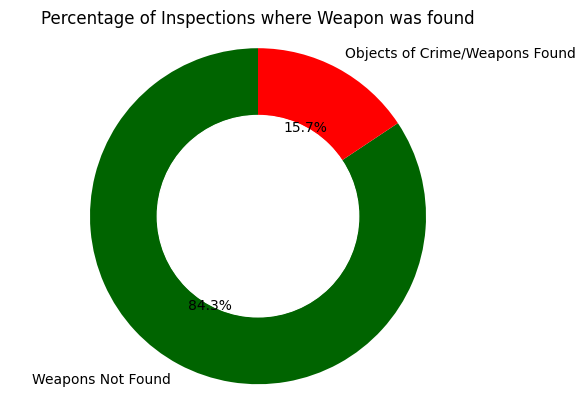 Percentage of Inspections where Weapon was found
Objects of Crime/Weapons Found
15.7%
84.3%
Weapons Not Found